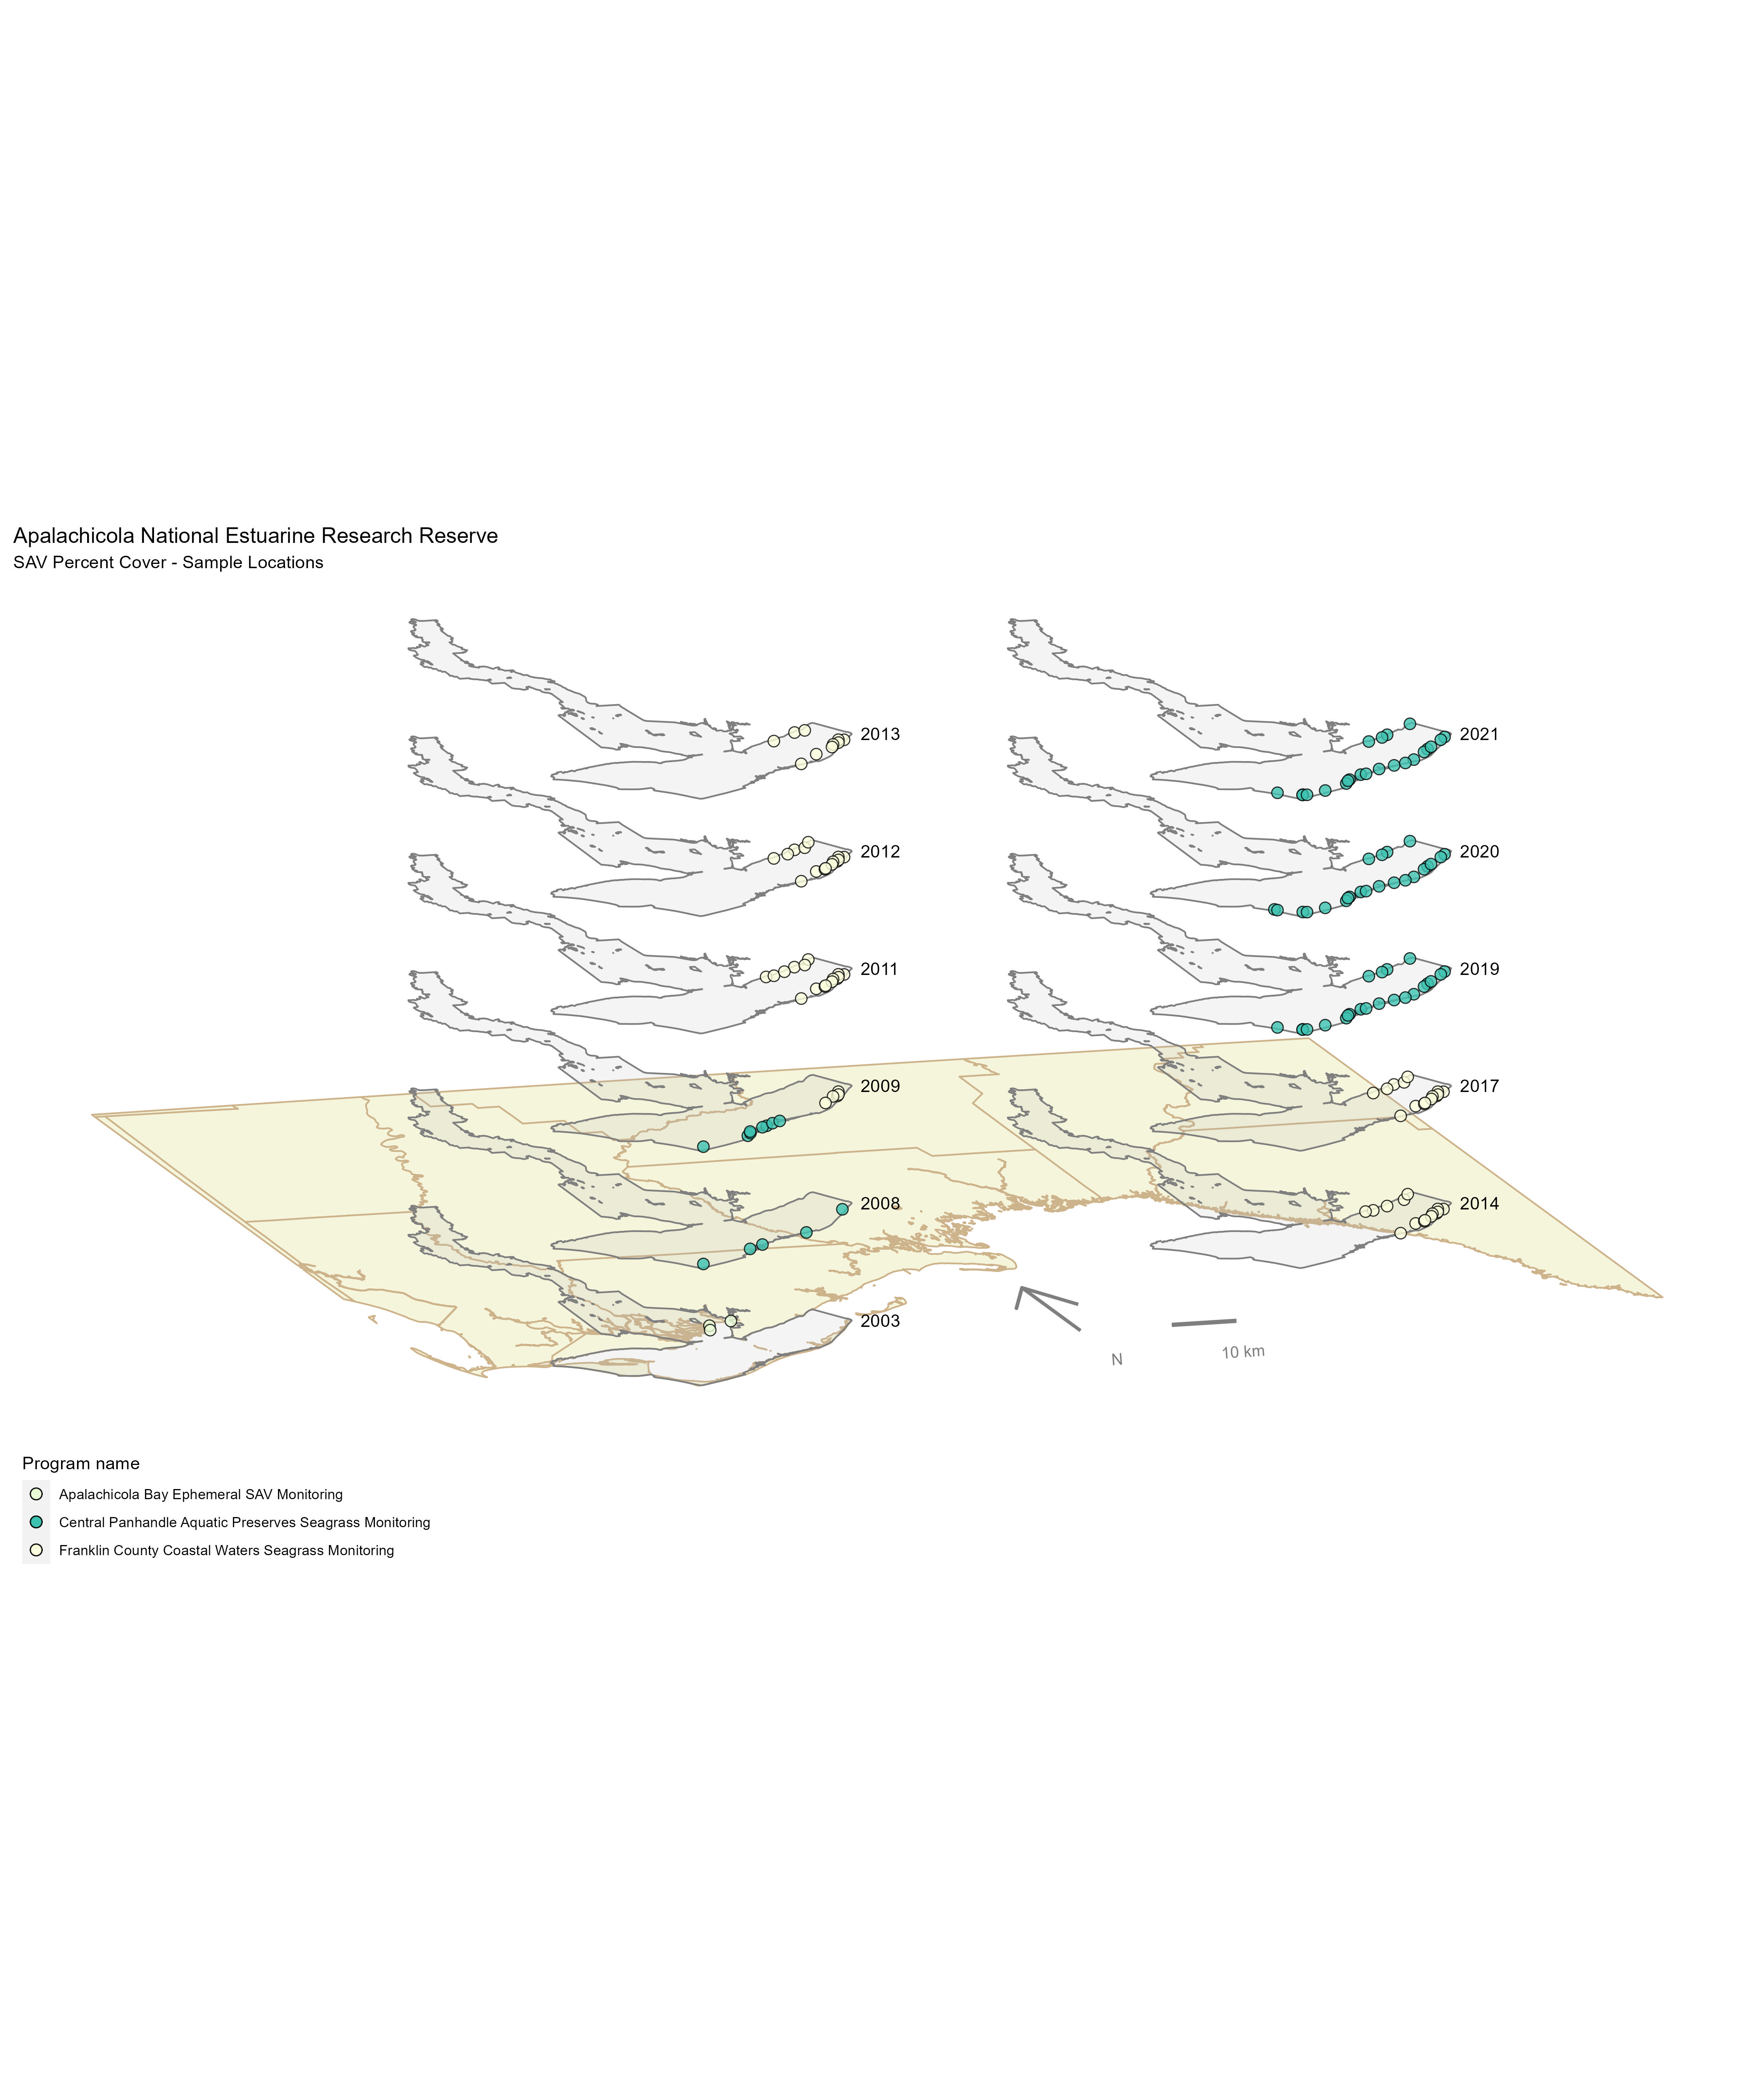 Apalachicola National Estuarine Research Reserve
SAV Percent Cover - Sample Locations
2013
2021
2012
2020
2011
2019
2009
2017
2008
2014
2003
N
10 km
Program name
Apalachicola Bay Ephemeral SAV Monitoring
Central Panhandle Aquatic Preserves Seagrass Monitoring
Franklin County Coastal Waters Seagrass Monitoring